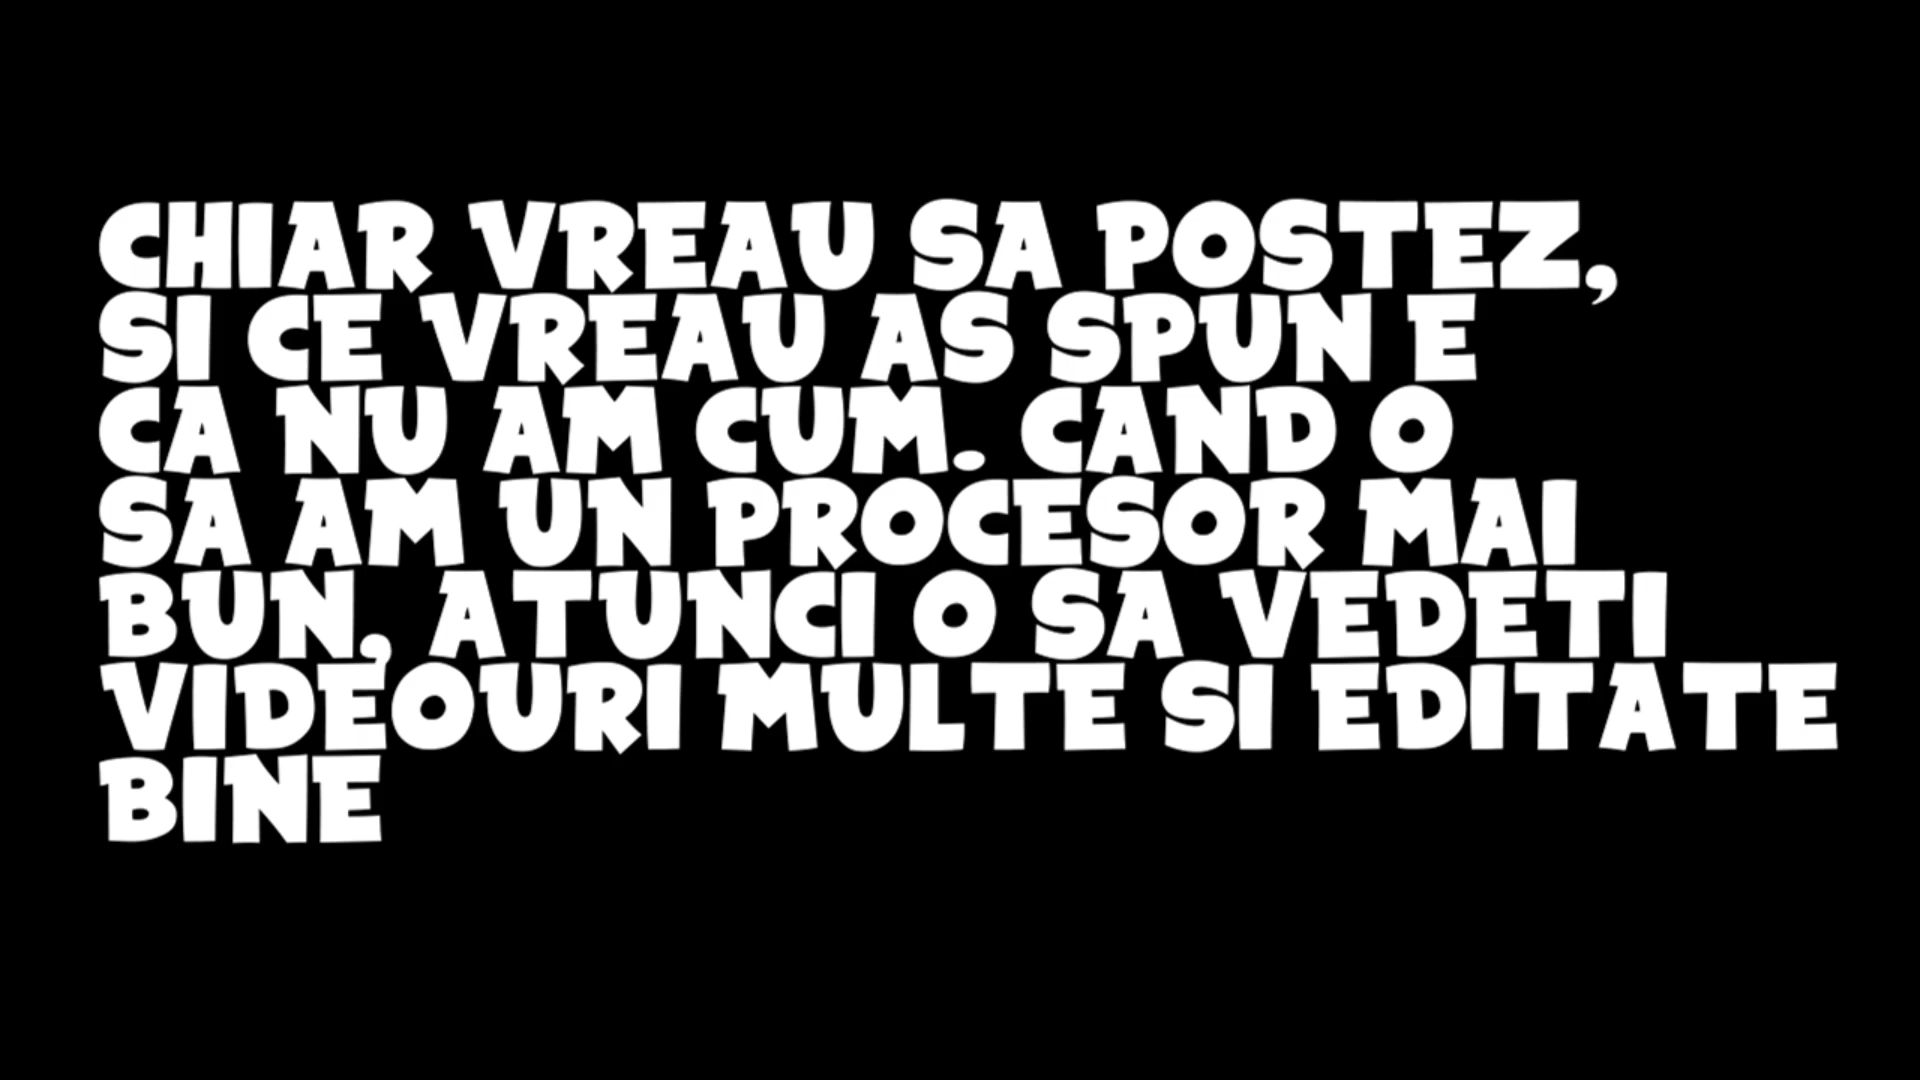 CHIAR VREAU SA POSTEZ,
SI CE VREAU AS SPUN E
CA NU AM CUM. CAND O
SA AM UN PROCESOR MAI
BUN, ATUNCI O SA VEDETI
VIDEOURI MULTE SI EDITATE
BINE